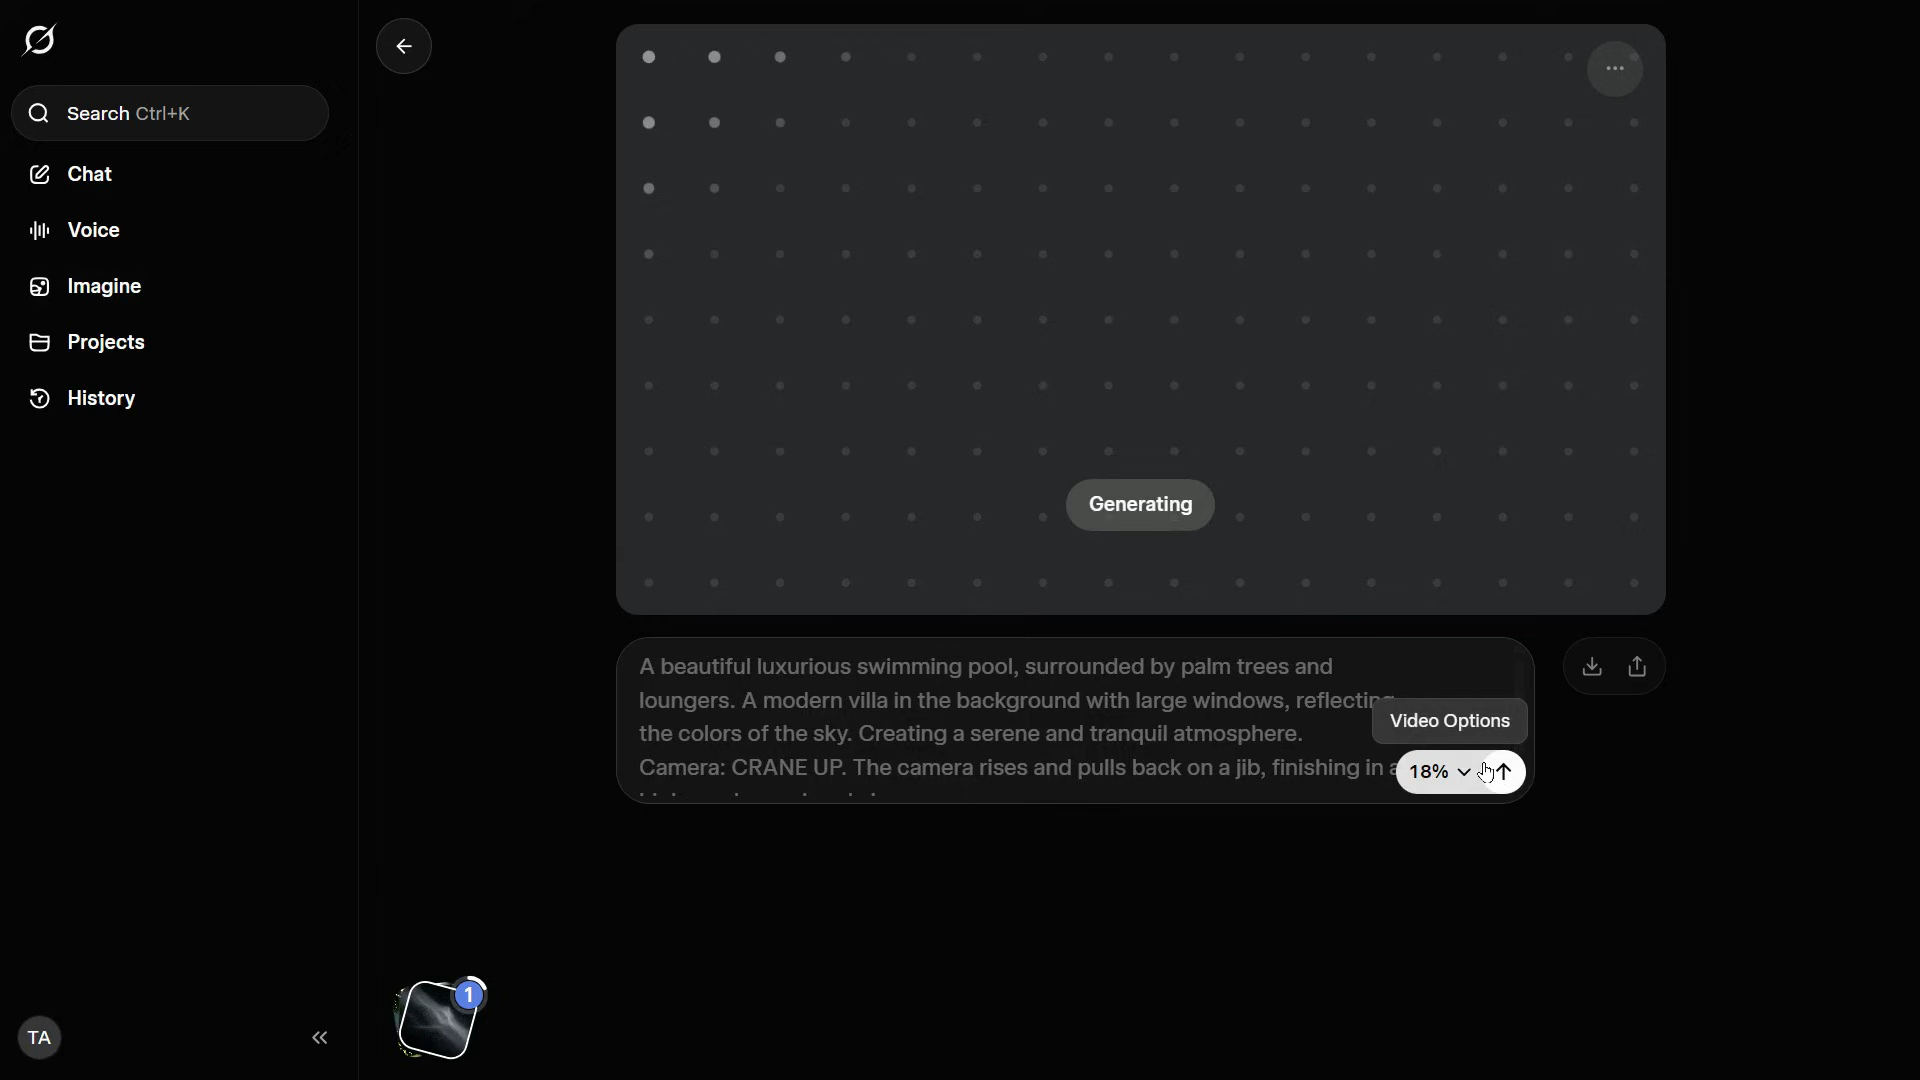 Search Ctrl+K
Chat
Voice
Imagine
Projects
History
TA
1
Generating
A beautiful luxurious swimming pool, surrounded by palm trees and
loungers. A modern villa in the background with large windows, reflecting
the colors of the sky. Creating a serene and tranquil atmosphere.
Camera: CRANE UP. The camera rises and pulls back on a jib, finishing in a
Video Options
18%